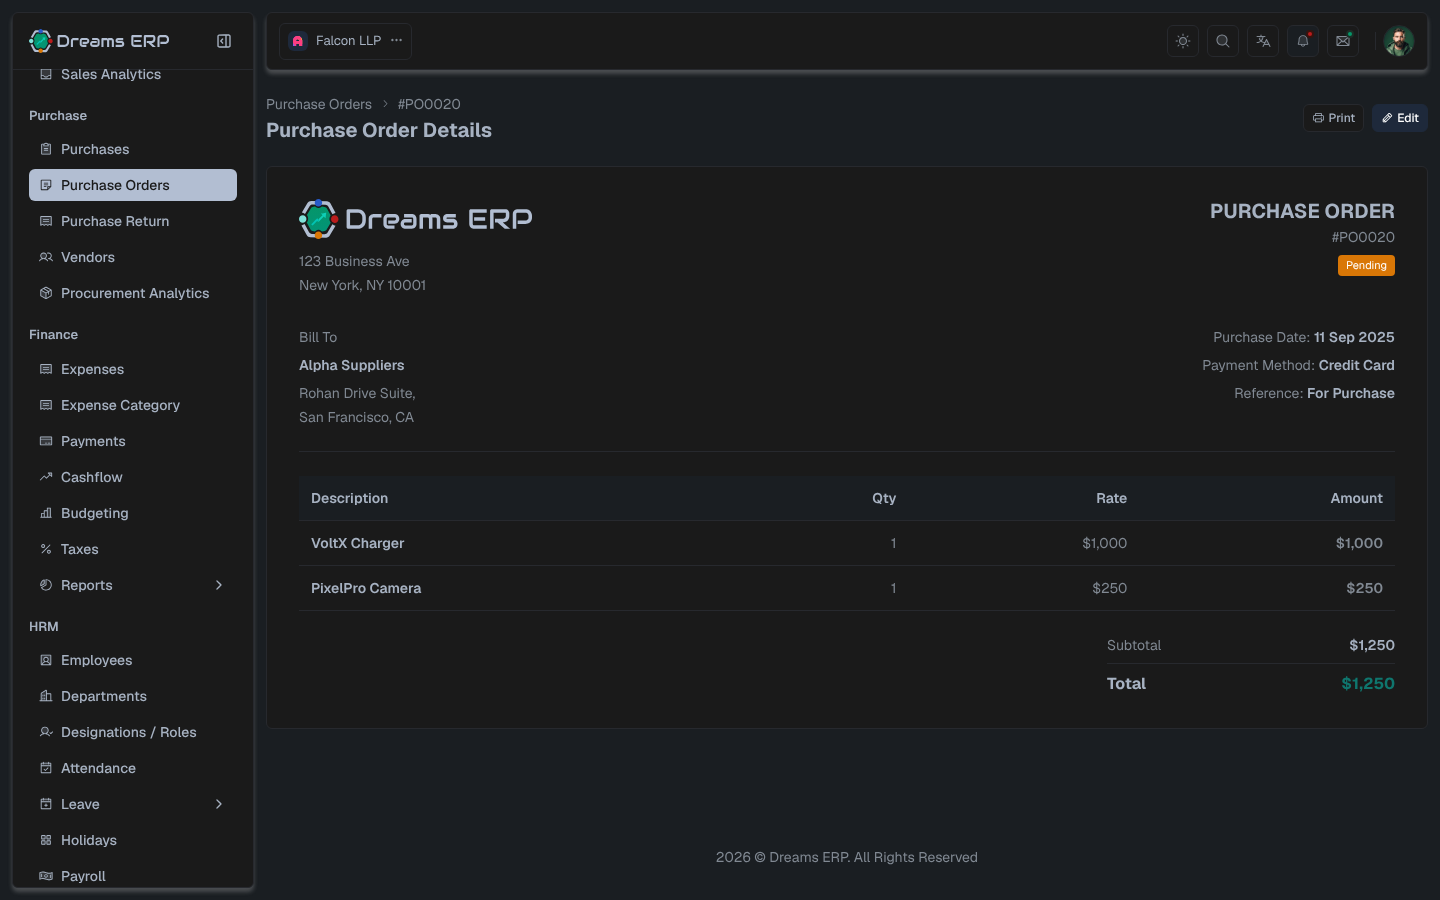 Dreams ERP
Sales Analytics
Purchase
Purchases
Purchase Orders
Purchase Return
Vendors
Procurement Analytics
Finance
Expenses
Expense Category
Payments
Cashflow
Budgeting
Taxes
Reports
HRM
Employees
Departments
Designations / Roles
Attendance
Leave
Holidays
Payroll
Falcon LLP
Purchase Orders > #PO0020
Purchase Order Details
Print
Edit
Dreams ERP
123 Business Ave
New York, NY 10001
PURCHASE ORDER
#PO0020
Pending
Bill To
Alpha Suppliers
Rohan Drive Suite,
San Francisco, CA
Purchase Date: 11 Sep 2025
Payment Method: Credit Card
Reference: For Purchase
Description Qty Rate Amount
VoltX Charger 1 $1,000 $1,000
PixelPro Camera 1 $250 $250
Subtotal $1,250
Total $1,250
2026 © Dreams ERP. All Rights Reserved